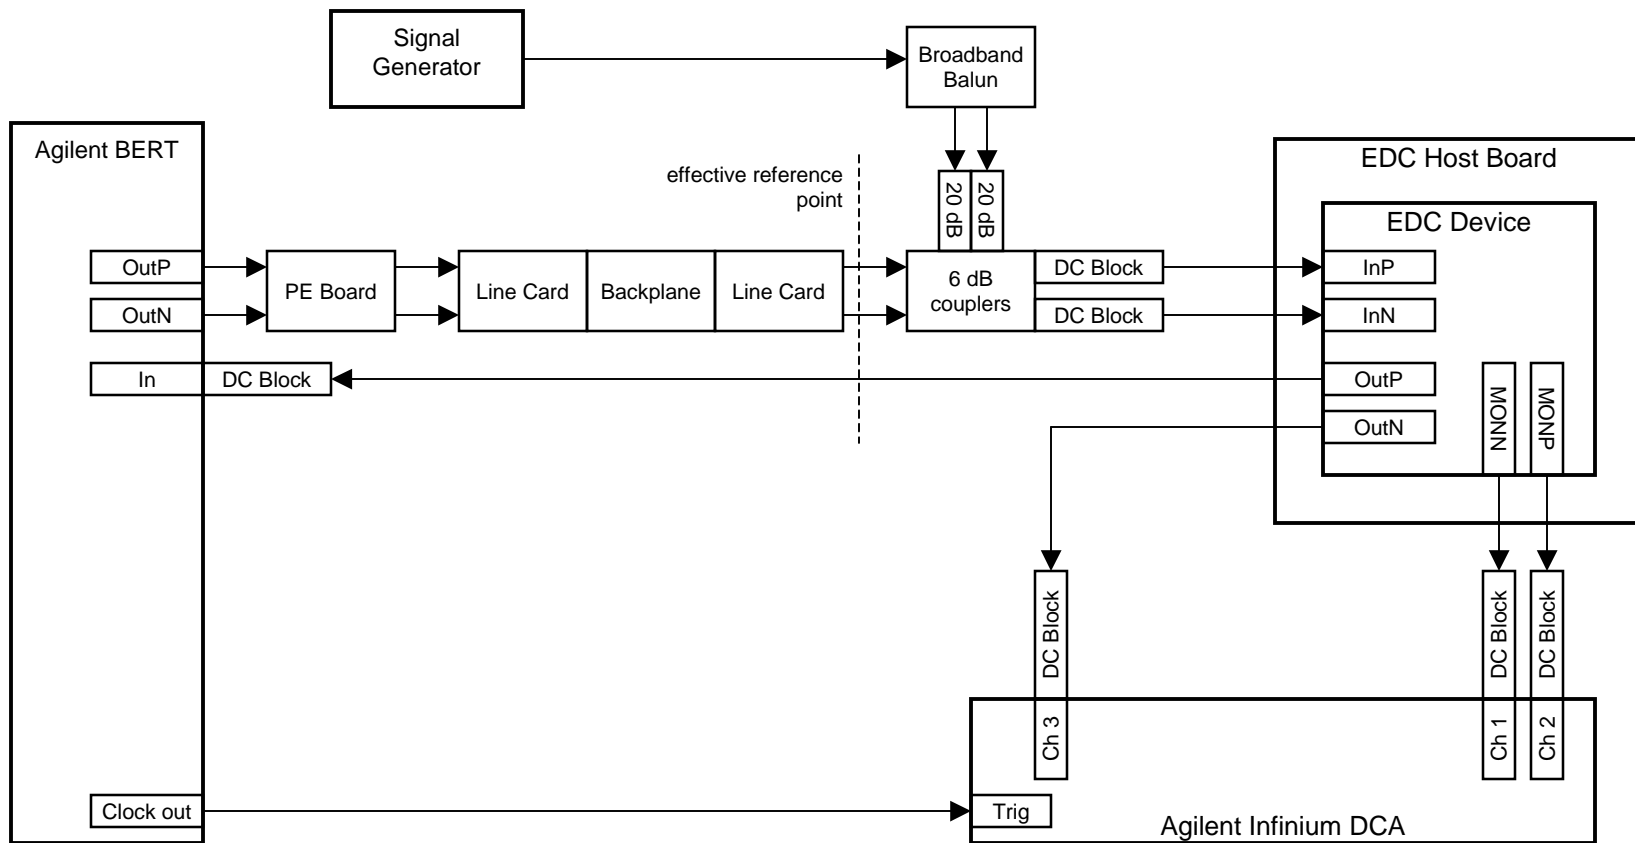 Signal
Generator
Broadband
Balun
Agilent BERT
effective reference
point
20 dB
20 dB
EDC Host Board
EDC Device
OutP
OutN
PE Board
Line Card
Backplane
Line Card
6 dB
couplers
DC Block
DC Block
InP
InN
In
DC Block
OutP
OutN
MONN
MONP
DC Block
DC Block
DC Block
Ch 3
Ch 1
Ch 2
Clock out
Trig
Agilent Infinium DCA